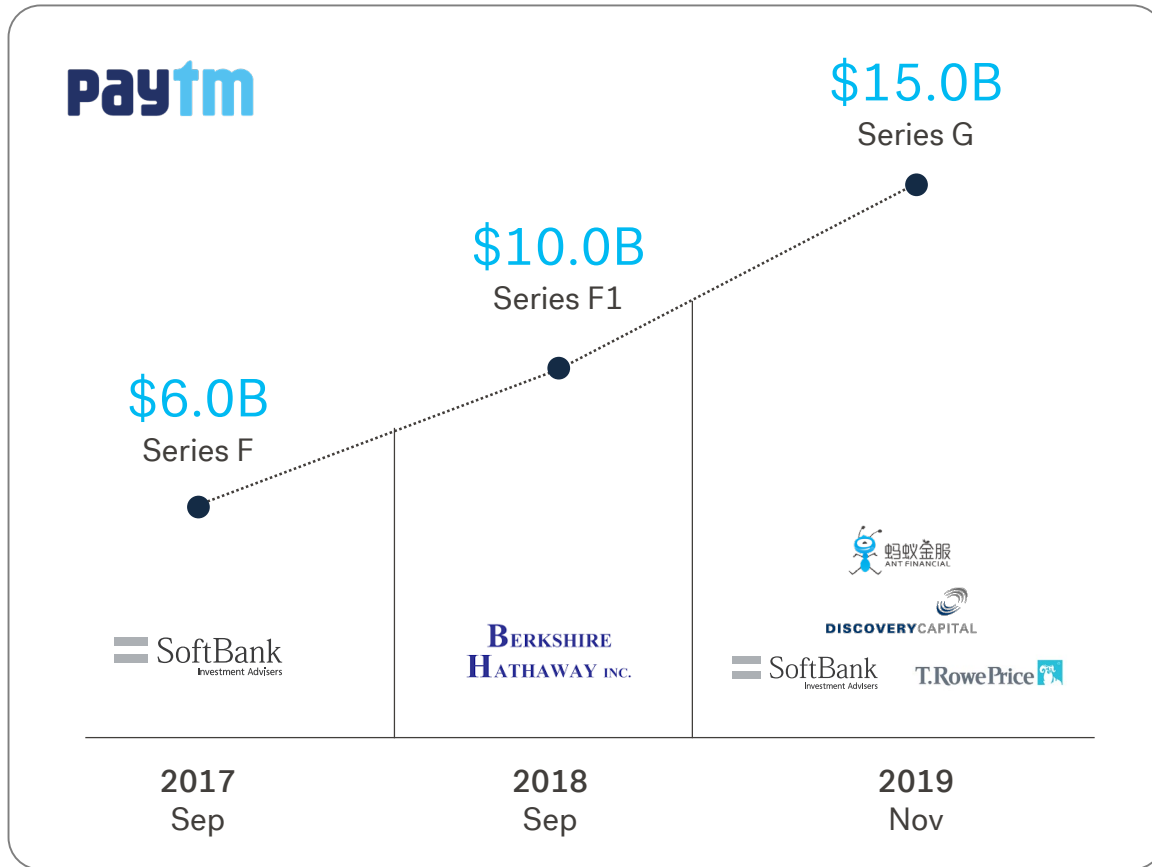 paytm
$15.0B
Series G
$10.0B
Series F1
$6.0B
Series F
蚂蚁金服
ANT FINANCIAL
DISCOVERYCAPITAL
SoftBank
Investment Advisers
BERKSHIRE
HATHAWAY INC.
SoftBank
Investment Advisers
T.RowePrice
2017
Sep
2018
Sep
2019
Nov